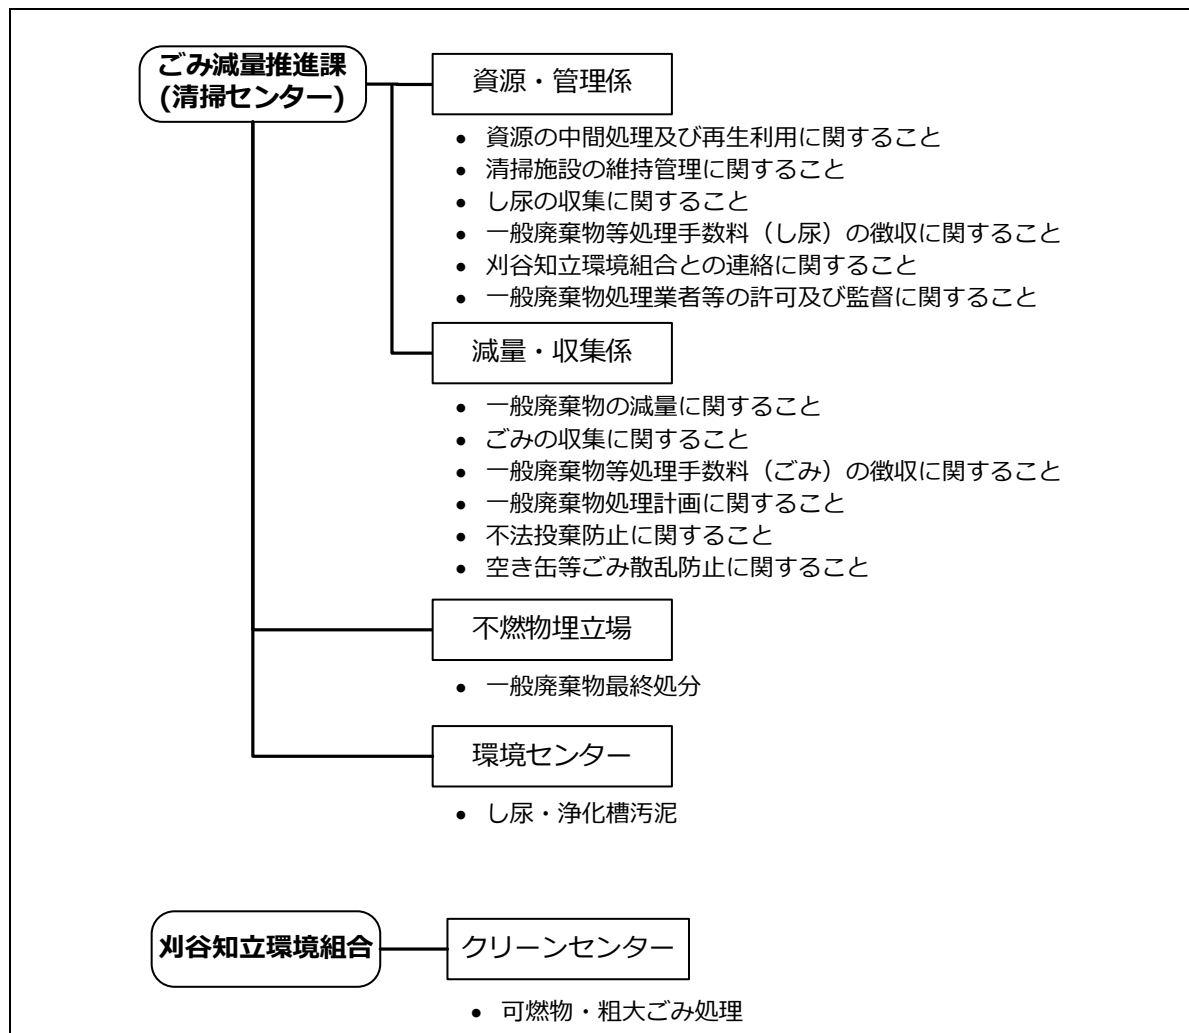 ごみ減量推進課
(清掃センター)
資源・管理係
• 資源の中間処理及び再生利用に関すること
• 清掃施設の維持管理に関すること
• し尿の収集に関すること
• 一般廃棄物等処理手数料（し尿）の徴収に関すること
• 刈谷知立環境組合との連絡に関すること
• 一般廃棄物処理業者等の許可及び監督に関すること
減量・収集係
• 一般廃棄物の減量に関すること
• ごみの収集に関すること
• 一般廃棄物等処理手数料（ごみ）の徴収に関すること
• 一般廃棄物処理計画に関すること
• 不法投棄防止に関すること
• 空き缶等ごみ散乱防止に関すること
不燃物埋立場
• 一般廃棄物最終処分
環境センター
• し尿・浄化槽汚泥
刈谷知立環境組合
クリーンセンター
• 可燃物・粗大ごみ処理